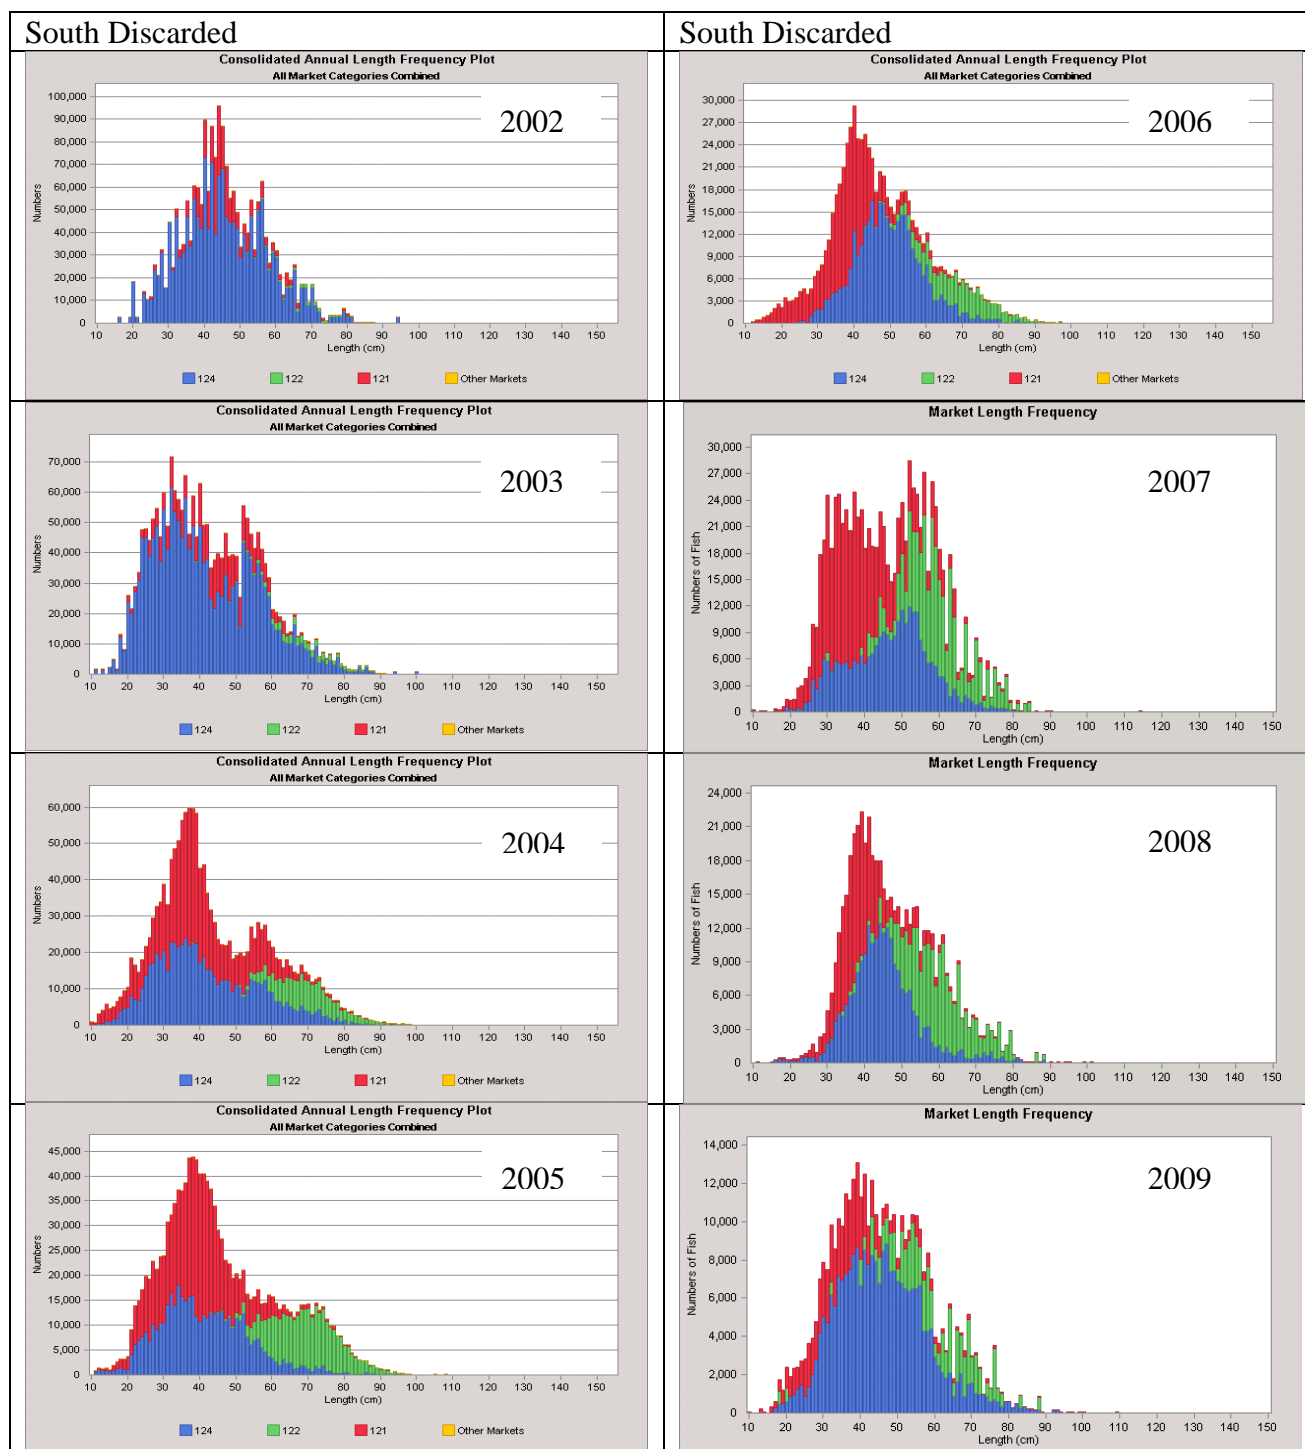 South Discarded
Consolidated Annual Length Frequency Plot
All Market Categories Combined
2002
100,000
90,000
80,000
70,000
60,000
50,000
40,000
30,000
20,000
10,000
0
Numbers
10 20 30 40 50 60 70 80 90 100 110 120 130 140 150
Length (cm)
124 122 121 Other Markets
Consolidated Annual Length Frequency Plot
All Market Categories Combined
2003
70,000
60,000
50,000
40,000
30,000
20,000
10,000
0
Numbers
10 20 30 40 50 60 70 80 90 100 110 120 130 140 150
Length (cm)
124 122 121 Other Markets
Consolidated Annual Length Frequency Plot
All Market Categories Combined
2004
60,000
50,000
40,000
30,000
20,000
10,000
0
Numbers
10 20 30 40 50 60 70 80 90 100 110 120 130 140 150
Length (cm)
124 122 121 Other Markets
Consolidated Annual Length Frequency Plot
All Market Categories Combined
2005
45,000
40,000
35,000
30,000
25,000
20,000
15,000
10,000
5,000
0
Numbers
10 20 30 40 50 60 70 80 90 100 110 120 130 140 150
Length (cm)
124 122 121 Other Markets
South Discarded
Consolidated Annual Length Frequency Plot
All Market Categories Combined
2006
30,000
27,000
24,000
21,000
18,000
15,000
12,000
9,000
6,000
3,000
0
Numbers
10 20 30 40 50 60 70 80 90 100 110 120 130 140 150
Length (cm)
124 122 121 Other Markets
Market Length Frequency
2007
30,000
27,000
24,000
21,000
18,000
15,000
12,000
9,000
6,000
3,000
0
Numbers of Fish
10 20 30 40 50 60 70 80 90 100 110 120 130 140 150
Length (cm)
Market Length Frequency
2008
24,000
21,000
18,000
15,000
12,000
9,000
6,000
3,000
0
Numbers of Fish
10 20 30 40 50 60 70 80 90 100 110 120 130 140 150
Length (cm)
Market Length Frequency
2009
14,000
12,000
10,000
8,000
6,000
4,000
2,000
0
Numbers of Fish
10 20 30 40 50 60 70 80 90 100 110 120 130 140 150
Length (cm)